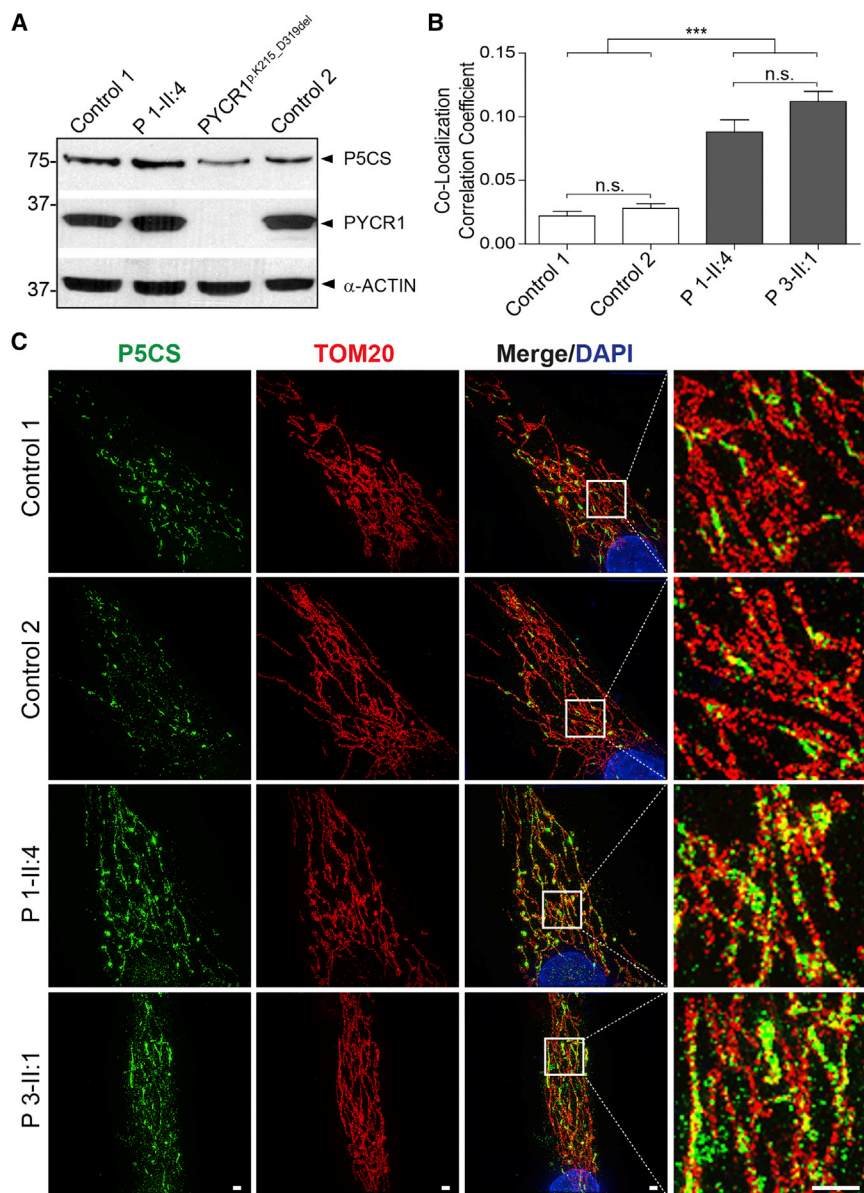 A
Control 1
P 1-II:4
PYCR1p.K215_D319del
Control 2
75-
P5CS
37-
PYCR1
37-
α-ACTIN
B
Co-Localization
Correlation Coefficient
0.15
0.10
0.05
0.00
***
n.s.
n.s.
Control 1
Control 2
P 1-II:4
P 3-II:1
C
P5CS
TOM20
Merge/DAPI
Control 1
Control 2
P 1-II:4
P 3-II:1